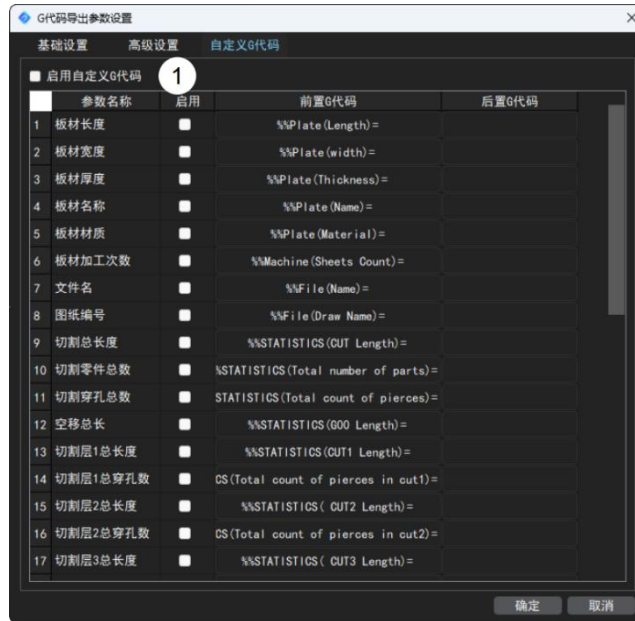 G代码导出参数设置
基础设置 高级设置 自定义G代码
启用自定义G代码 1
参数名称 启用 前置G代码 后置G代码
1 板材长度 %%Plate(Length)=
2 板材宽度 %%Plate(width)=
3 板材厚度 %%Plate(Thickness)=
4 板材名称 %%Plate(Name)=
5 板材材质 %%Plate(Material)=
6 板材加工次数 %%Machine(Sheets Count)=
7 文件名 %%File(Name)=
8 图纸编号 %%File(Draw Name)=
9 切割总长度 %%STATISTICS(CUT Length)=
10 切割零件总数 %STATISTICS(Total number of parts)=
11 切割穿孔总数 STATISTICS(Total count of pierces)=
12 空移总长 %%STATISTICS(G00 Length)=
13 切割层1总长度 %%STATISTICS(CUT1 Length)=
14 切割层1总穿孔数 CS(Total count of pierces in cut1)=
15 切割层2总长度 %%STATISTICS( CUT2 Length)=
16 切割层2总穿孔数 CS(Total count of pierces in cut2)=
17 切割层3总长度 %%STATISTICS( CUT3 Length)=
确定 取消